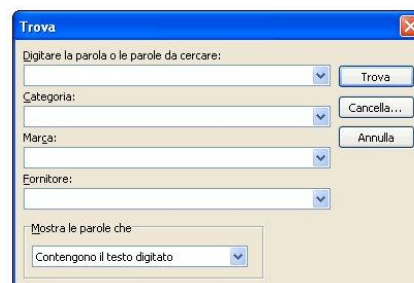 Trova
Digitare la parola o le parole da cercare:
Trova
Categoria:
Cancella...
Marca:
Annulla
Fornitore:
Mostra le parole che
Contengono il testo digitato